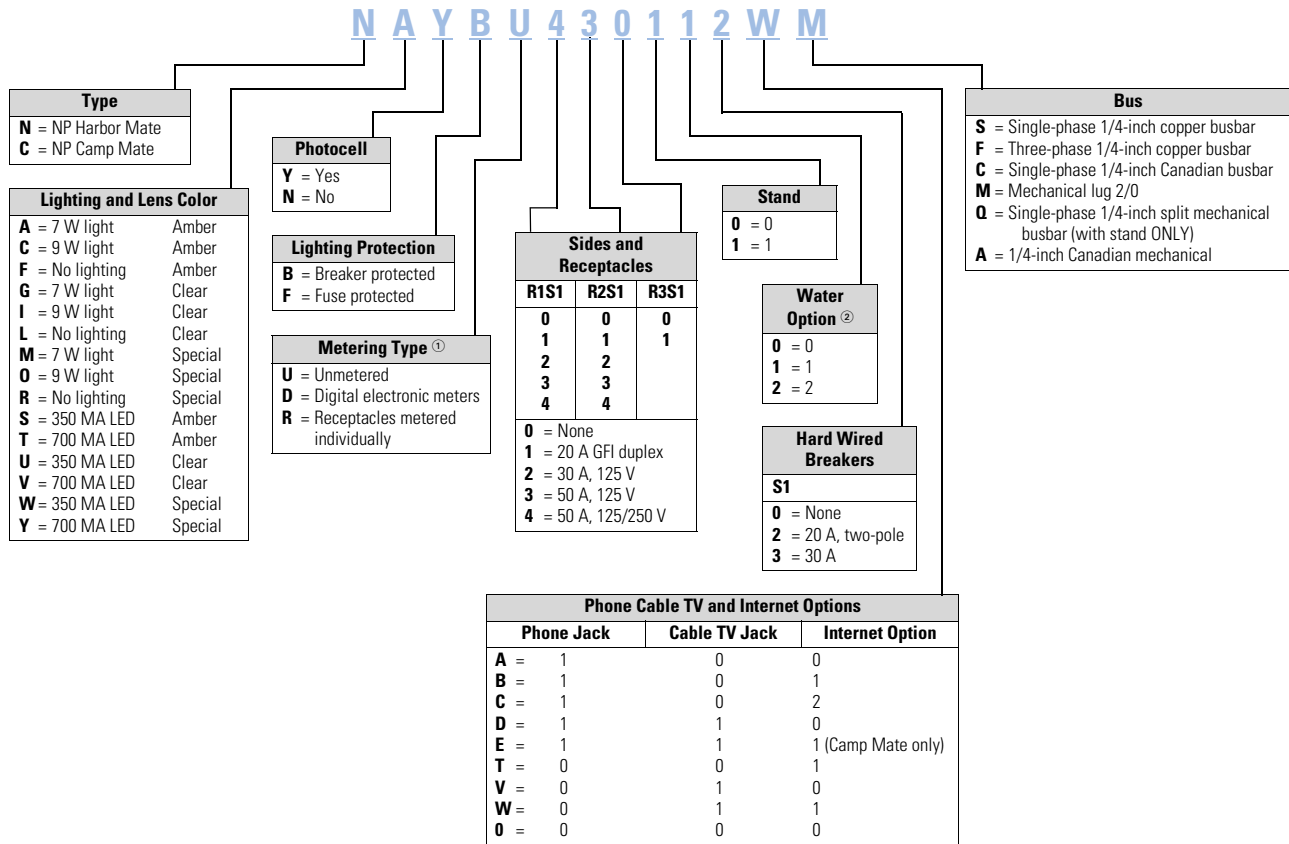 N A Y B U 4 3 0 1 1 2 W M
Type
N = NP Harbor Mate
C = NP Camp Mate
Lighting and Lens Color
A = 7 W light Amber
C = 9 W light Amber
F = No lighting Amber
G = 7 W light Clear
I = 9 W light Clear
L = No lighting Clear
M = 7 W light Special
O = 9 W light Special
R = No lighting Special
S = 350 MA LED Amber
T = 700 MA LED Amber
U = 350 MA LED Clear
V = 700 MA LED Clear
W = 350 MA LED Special
Y = 700 MA LED Special
Photocell
Y = Yes
N = No
Lighting Protection
B = Breaker protected
F = Fuse protected
Metering Type ①
U = Unmetered
D = Digital electronic meters
R = Receptacles metered
individually
Sides and
Receptacles
R1S1 R2S1 R3S1
0 0 0
1 1 1
2 2
3 3
4 4
0 = None
1 = 20 A GFI duplex
2 = 30 A, 125 V
3 = 50 A, 125 V
4 = 50 A, 125/250 V
Stand
0 = 0
1 = 1
Water
Option ②
0 = 0
1 = 1
2 = 2
Hard Wired
Breakers
S1
0 = None
2 = 20 A, two-pole
3 = 30 A
Bus
S = Single-phase 1/4-inch copper busbar
F = Three-phase 1/4-inch copper busbar
C = Single-phase 1/4-inch Canadian busbar
M = Mechanical lug 2/0
Q = Single-phase 1/4-inch split mechanical
busbar (with stand ONLY)
A = 1/4-inch Canadian mechanical
Phone Cable TV and Internet Options
Phone Jack Cable TV Jack Internet Option
A = 1 0 0
B = 1 0 1
C = 1 0 2
D = 1 1 0
E = 1 1 1 (Camp Mate only)
T = 0 0 1
V = 0 1 0
W = 0 1 1
0 = 0 0 0